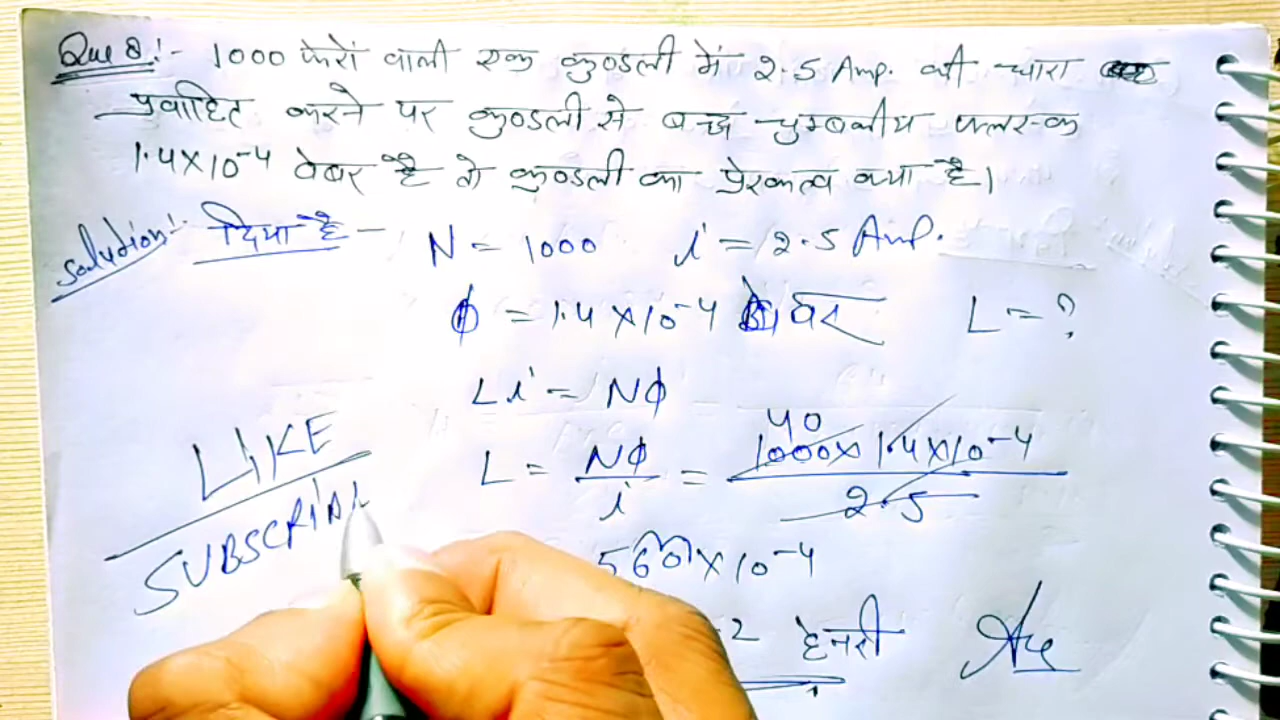 Que 8:- 1000 फेरों वाली एक कुण्डली में 2.5 Amp. की धारा
प्रवाहित करने पर कुण्डली से बद्ध चुम्बकीय फ्लक्स
1.4×10⁻⁴ वेबर है तो कुण्डली का प्रेरकत्व क्या है।
Solution:- दिया है - N = 1000 i = 2.5 Amp.
ϕ = 1.4×10⁻⁴ वेबर L = ?
Li = Nϕ
40
L = Nϕ/i = 1000×1.4×10⁻⁴/2.5
560×10⁻⁴
-2 हेनरी Ans
LIKE
SUBSCRIB